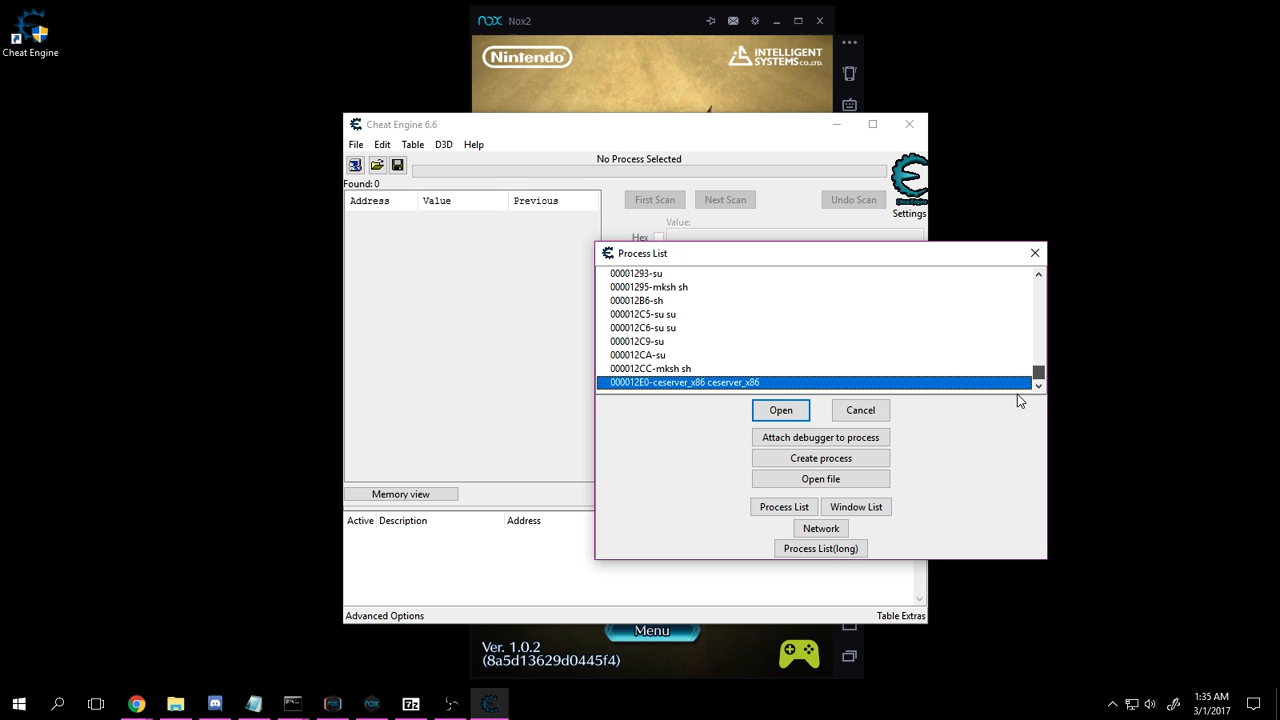 Cheat Engine
nox Nox2
Nintendo
INTELLIGENT
SYSTEMS CO.,LTD.
Cheat Engine 6.6
File Edit Table D3D Help
No Process Selected
Found: 0
Address Value Previous
First Scan Next Scan Undo Scan
Cheat Engine
Settings
Value:
Hex
Process List
00001293-su
00001295-mksh sh
000012B6-sh
000012C5-su su
000012C6-su su
000012C9-su
000012CA-su
000012CC-mksh sh
000012E0-ceserver_x86 ceserver_x86
Open Cancel
Attach debugger to process
Create process
Open file
Process List Window List
Network
Process List(long)
Memory view
Active Description Address
Advanced Options Table Extras
Menu
Ver. 1.0.2
(8a5d13629d0445f4)
nox
7z
1:35 AM
3/1/2017